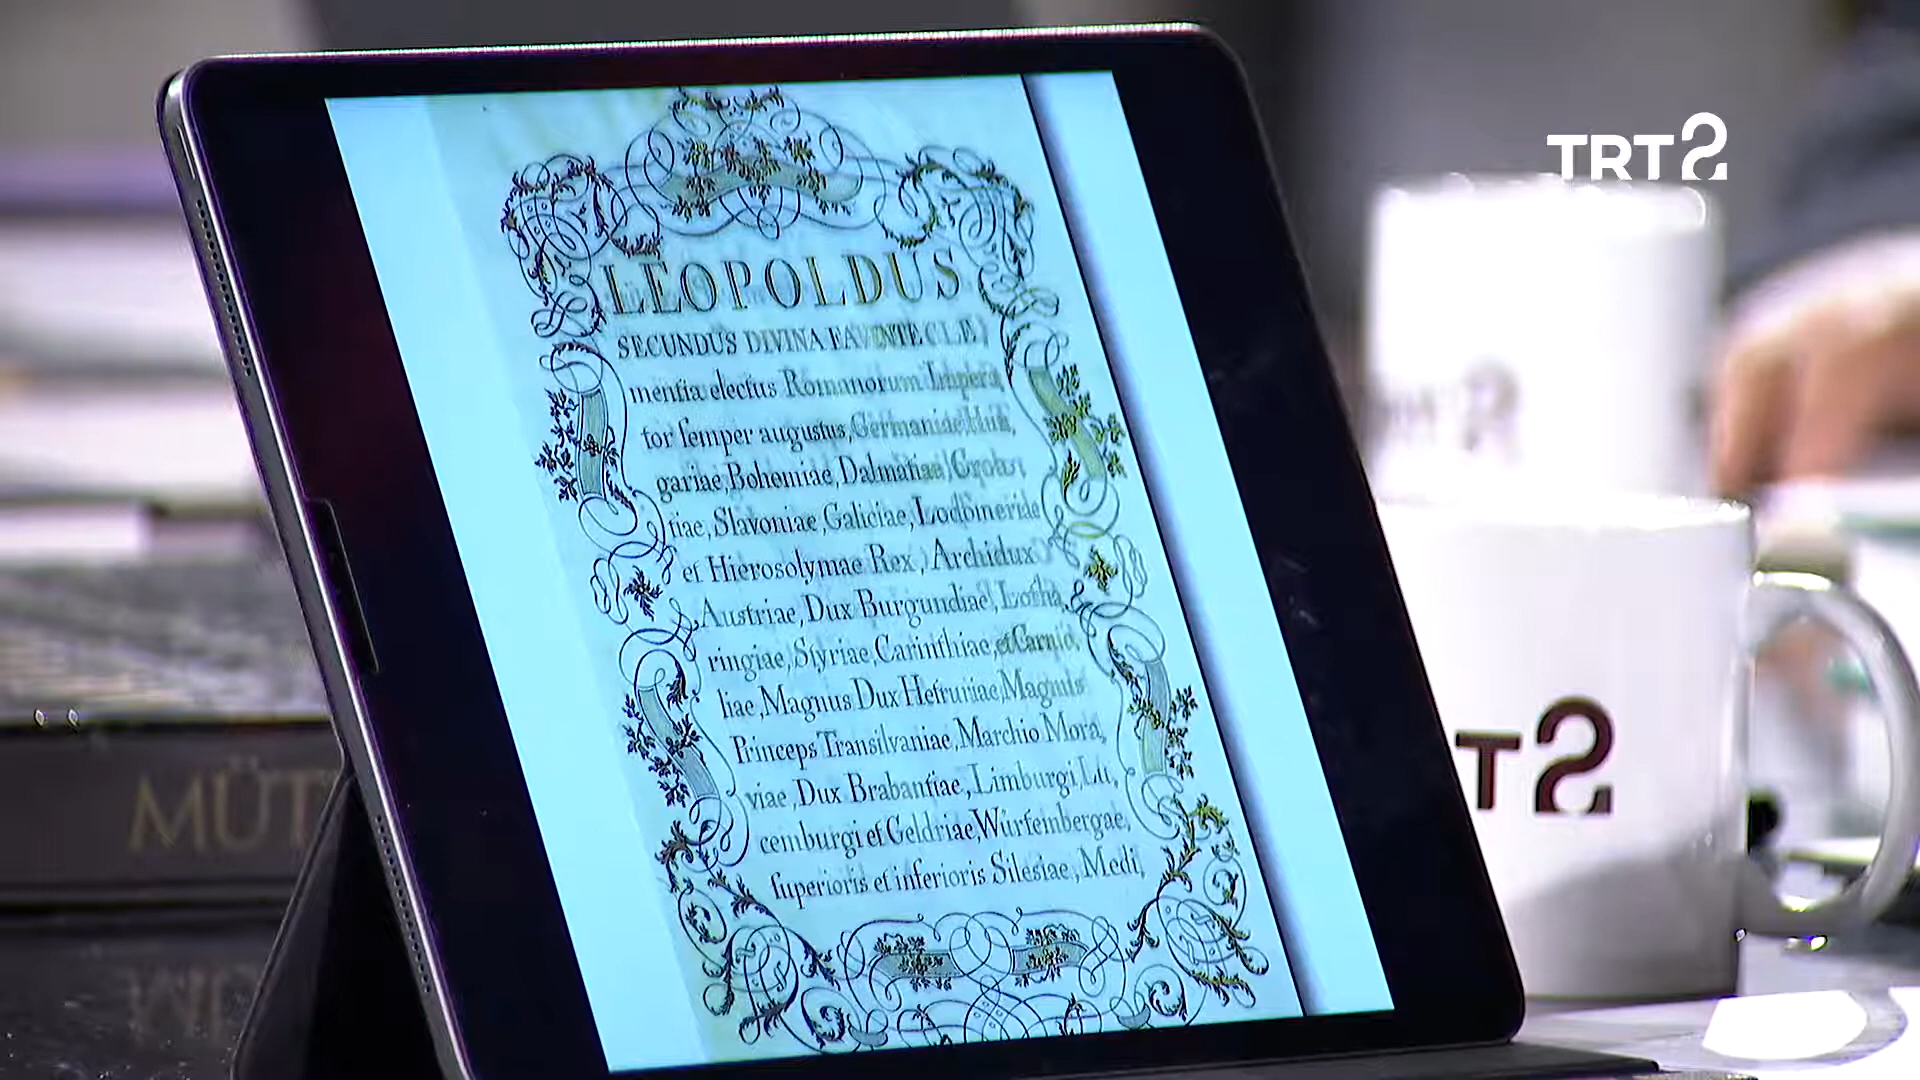 TRT2
LEOPOLDUS
SECUNDUS DIVINA FAVENTE CLE,
mentia electus Romanorum Impera,
tor ſemper augustus, Germaniae Hun,
gariae, Bohemiae, Dalmatiae, Croa,
tiae, Slavoniae, Galiciae, Lodomeriae
et Hierosolymae Rex, Archidux
Austriae, Dux Burgundiae, Lotha,
ringiae, Styriae, Carinthiae, et Carnio,
liae, Magnus Dux Hetruriae, Magnus
Princeps Transilvaniae, Marchio Mora,
viae, Dux Brabantiae, Limburgi, Lu,
cemburgi et Geldriae, Würtembergae,
ſuperioris et inferioris Silesiae, Medi,
MÜT
T2